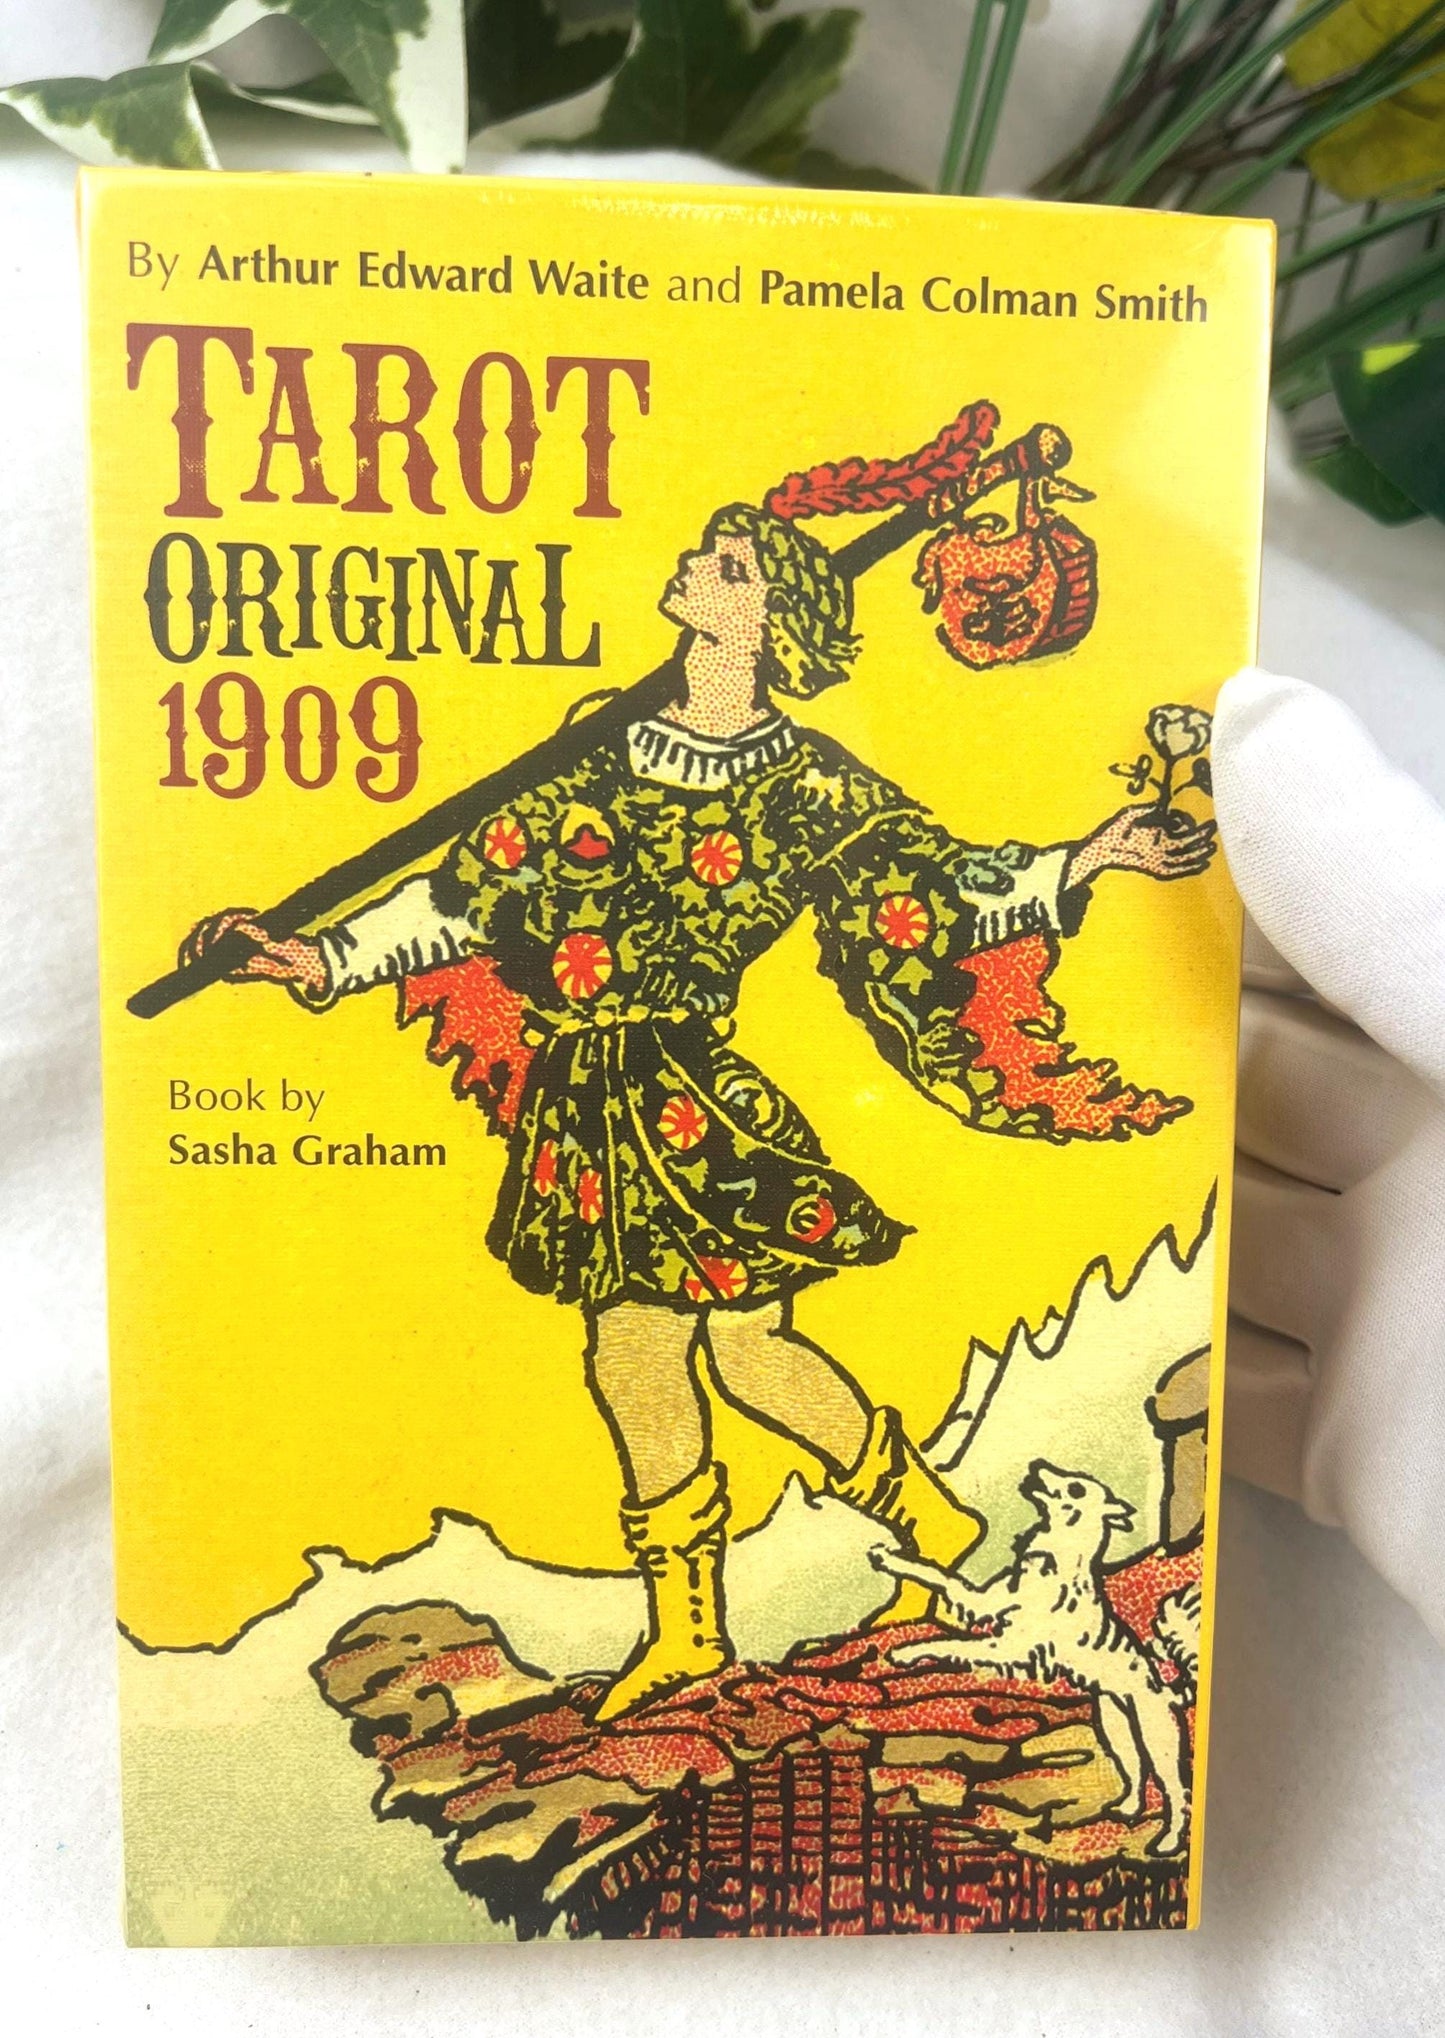 By Arthur Edward Waite and Pamela Colman Smith
TAROT
ORIGINAL
1909
Book by
Sasha Graham